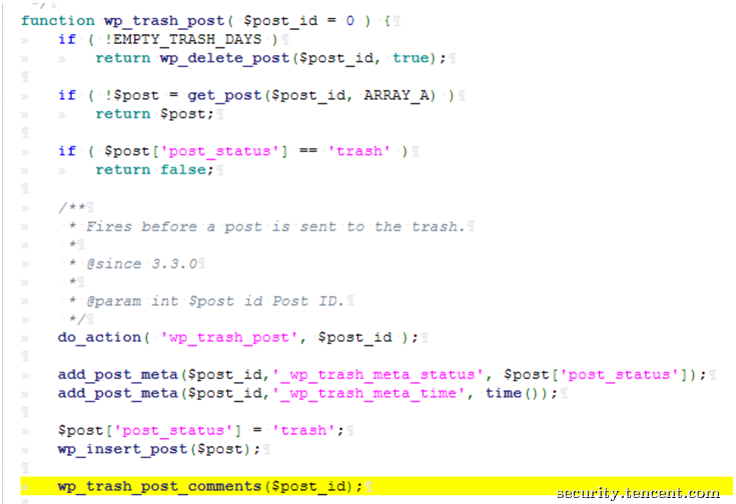 */
function wp_trash_post( $post_id = 0 ) {
if ( !EMPTY_TRASH_DAYS )
return wp_delete_post($post_id, true);
if ( !$post = get_post($post_id, ARRAY_A) )
return $post;
if ( $post['post_status'] == 'trash' )
return false;
/**
* Fires before a post is sent to the trash.
*
* @since 3.3.0
*
* @param int $post id Post ID.
*/
do_action( 'wp_trash_post', $post_id );
add_post_meta($post_id,'_wp_trash_meta_status', $post['post_status']);
add_post_meta($post_id,'_wp_trash_meta_time', time());
$post['post_status'] = 'trash';
wp_insert_post($post);
wp_trash_post_comments($post_id);
security.tencent.com